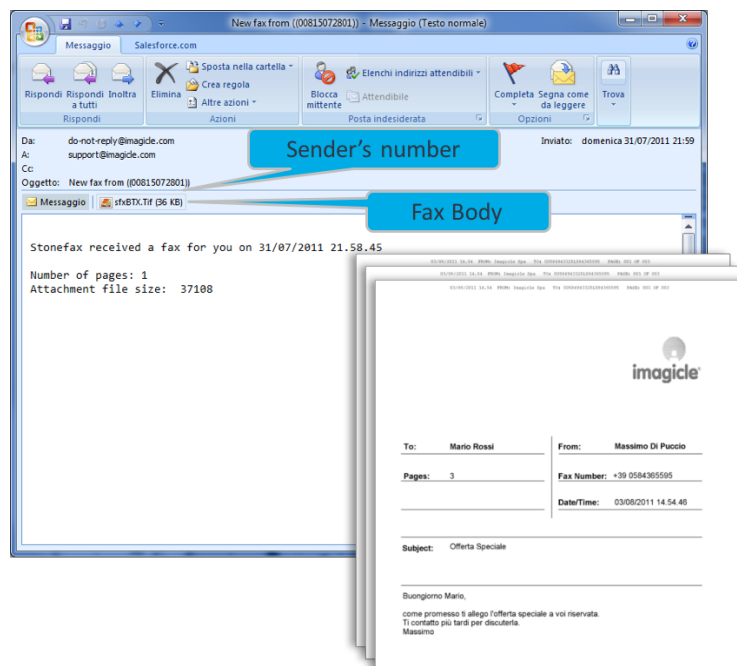 New fax from ((00815072801)) - Messaggio (Testo normale)
Messaggio Salesforce.com
Rispondi Rispondi a tutti Inoltra
Rispondi
Elimina
Sposta nella cartella
Crea regola
Altre azioni
Azioni
Blocca mittente
Elenchi indirizzi attendibili
Attendibile
Posta indesiderata
Completa Segna come da leggere
Opzioni
Trova
Da: do-not-reply@imagicle.com Inviato: domenica 31/07/2011 21:59
A: support@imagicle.com
Cc:
Oggetto: New fax from ((00815072801))
Sender's number
Messaggio sfxBTX.Tif (36 KB)
Fax Body
Stonefax received a fax for you on 31/07/2011 21.58.45
Number of pages: 1
Attachment file size: 37108
imagicle
To: Mario Rossi From: Massimo Di Puccio
Pages: 3 Fax Number: +39 0584365595
Date/Time: 03/08/2011 14.54.46
Subject: Offerta Speciale
Buongiorno Mario,
come promesso ti allego l'offerta speciale a voi riservata.
Ti contatto più tardi per discuterla.
Massimo